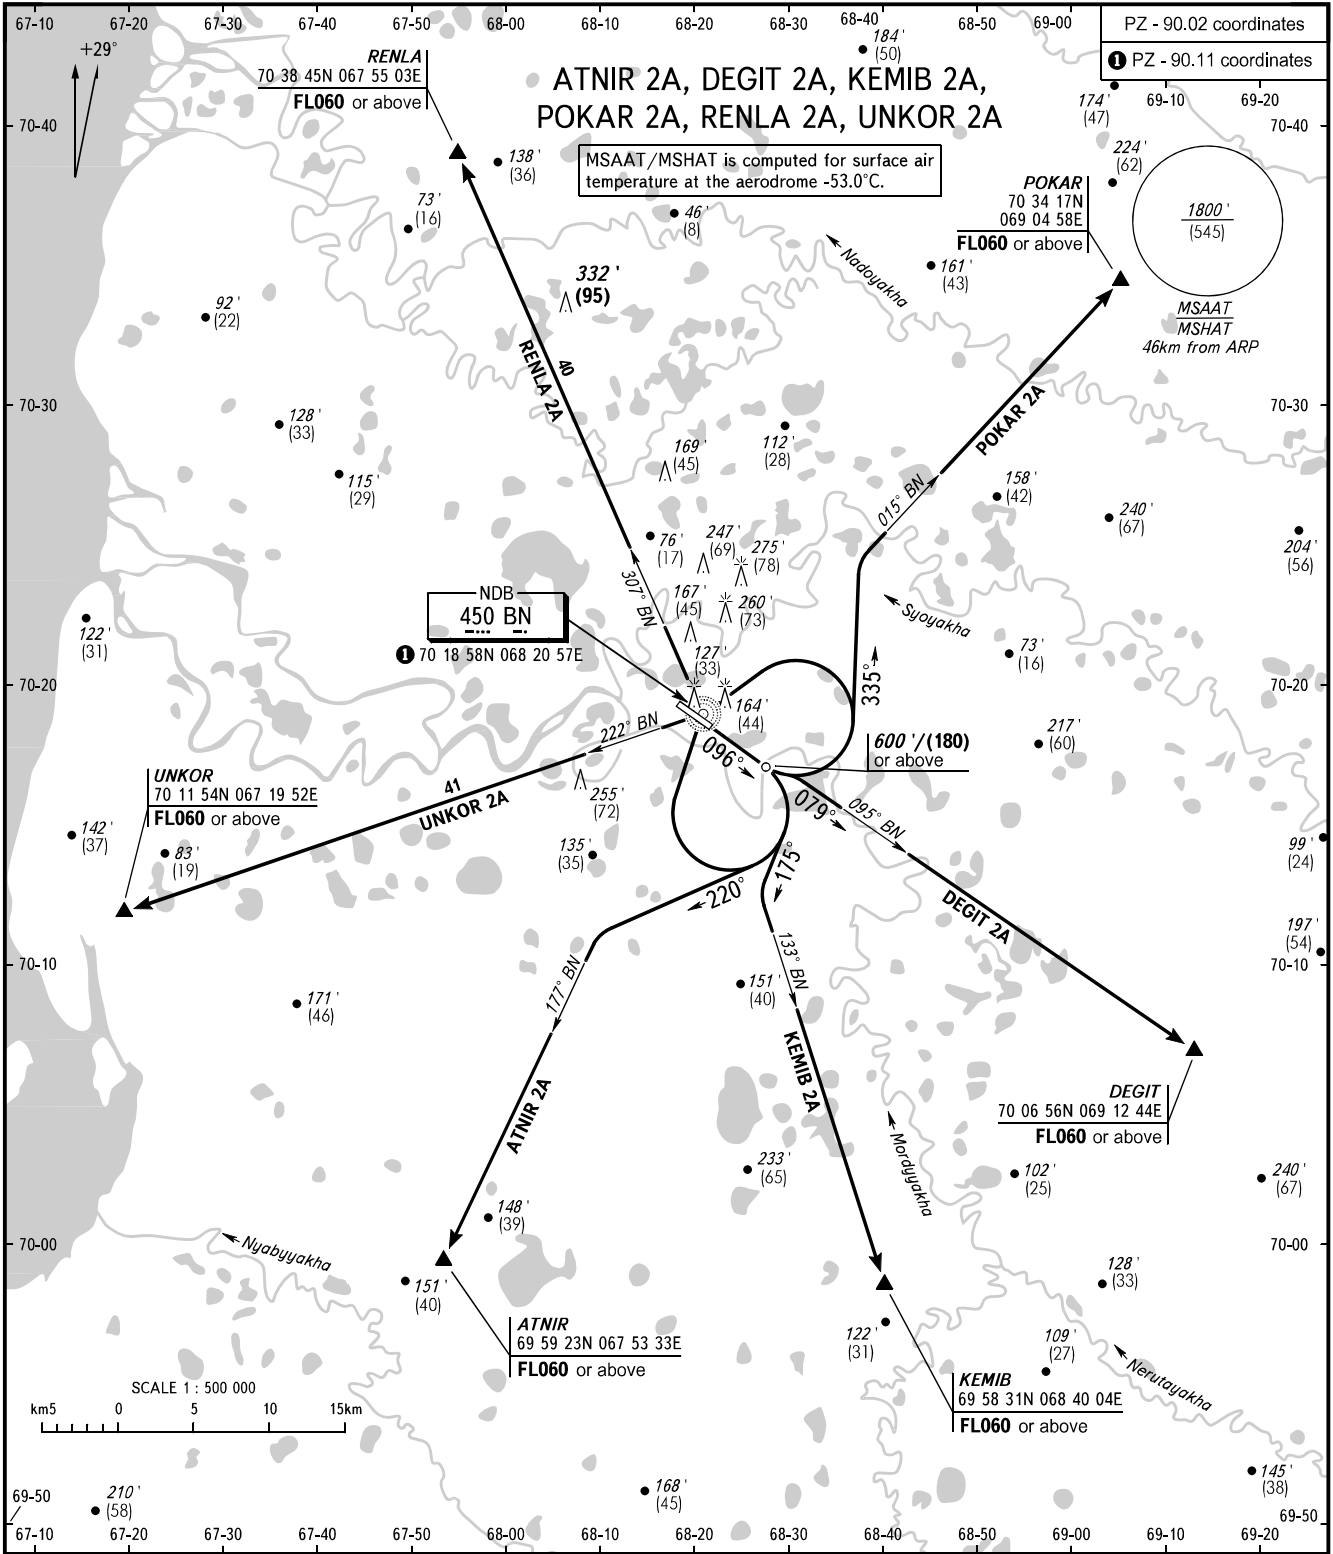 67-10 67-20 67-30 67-40 67-50 68-00 68-10 68-20 68-30 68-40 68-50 69-00
PZ - 90.02 coordinates
❶ PZ - 90.11 coordinates
69-10 69-20
+29°
RENLA
70 38 45N 067 55 03E
FL060 or above
ATNIR 2A, DEGIT 2A, KEMIB 2A,
POKAR 2A, RENLA 2A, UNKOR 2A
MSAAT/MSHAT is computed for surface air
temperature at the aerodrome -53.0°C.
184'
(50)
174'
(47)
70-40
70-40
138'
(36)
224'
(62)
POKAR
70 34 17N
069 04 58E
FL060 or above
1800'
(545)
MSAAT
MSHAT
46km from ARP
73'
(16)
46'
(8)
Nadoyakha
161'
(43)
332'
(95)
92'
(22)
40
RENLA 2A
POKAR 2A
70-30
70-30
128'
(33)
112'
(28)
169'
(45)
115'
(29)
158'
(42)
015° BN
240'
(67)
204'
(56)
76'
(17)
247'
(69)
275'
(78)
307° BN
NDB
450 BN
❶ 70 18 58N 068 20 57E
167'
(45)
260'
(73)
Syoyakha
122'
(31)
73'
(16)
127'
(33)
70-20
70-20
335°
164'
(44)
222° BN
096°
600'/(180)
or above
217'
(60)
UNKOR
70 11 54N 067 19 52E
FL060 or above
41
UNKOR 2A
255'
(72)
079°
095° BN
142'
(37)
83'
(19)
135'
(35)
175°
99'
(24)
220°
DEGIT 2A
197'
(54)
70-10
70-10
177° BN
133° BN
151'
(40)
171'
(46)
KEMIB 2A
ATNIR 2A
DEGIT
70 06 56N 069 12 44E
FL060 or above
Mordyyakha
233'
(65)
102'
(25)
240'
(67)
148'
(39)
70-00
70-00
Nyabyyakha
151'
(40)
128'
(33)
ATNIR
69 59 23N 067 53 33E
FL060 or above
122'
(31)
109'
(27)
Nerutayakha
KEMIB
69 58 31N 068 40 04E
FL060 or above
SCALE 1 : 500 000
km5 0 5 10 15km
145'
(38)
210'
(58)
168'
(45)
69-50
69-50
67-10 67-20 67-30 67-40 67-50 68-00 68-10 68-20 68-30 68-40 68-50 69-00 69-10 69-20